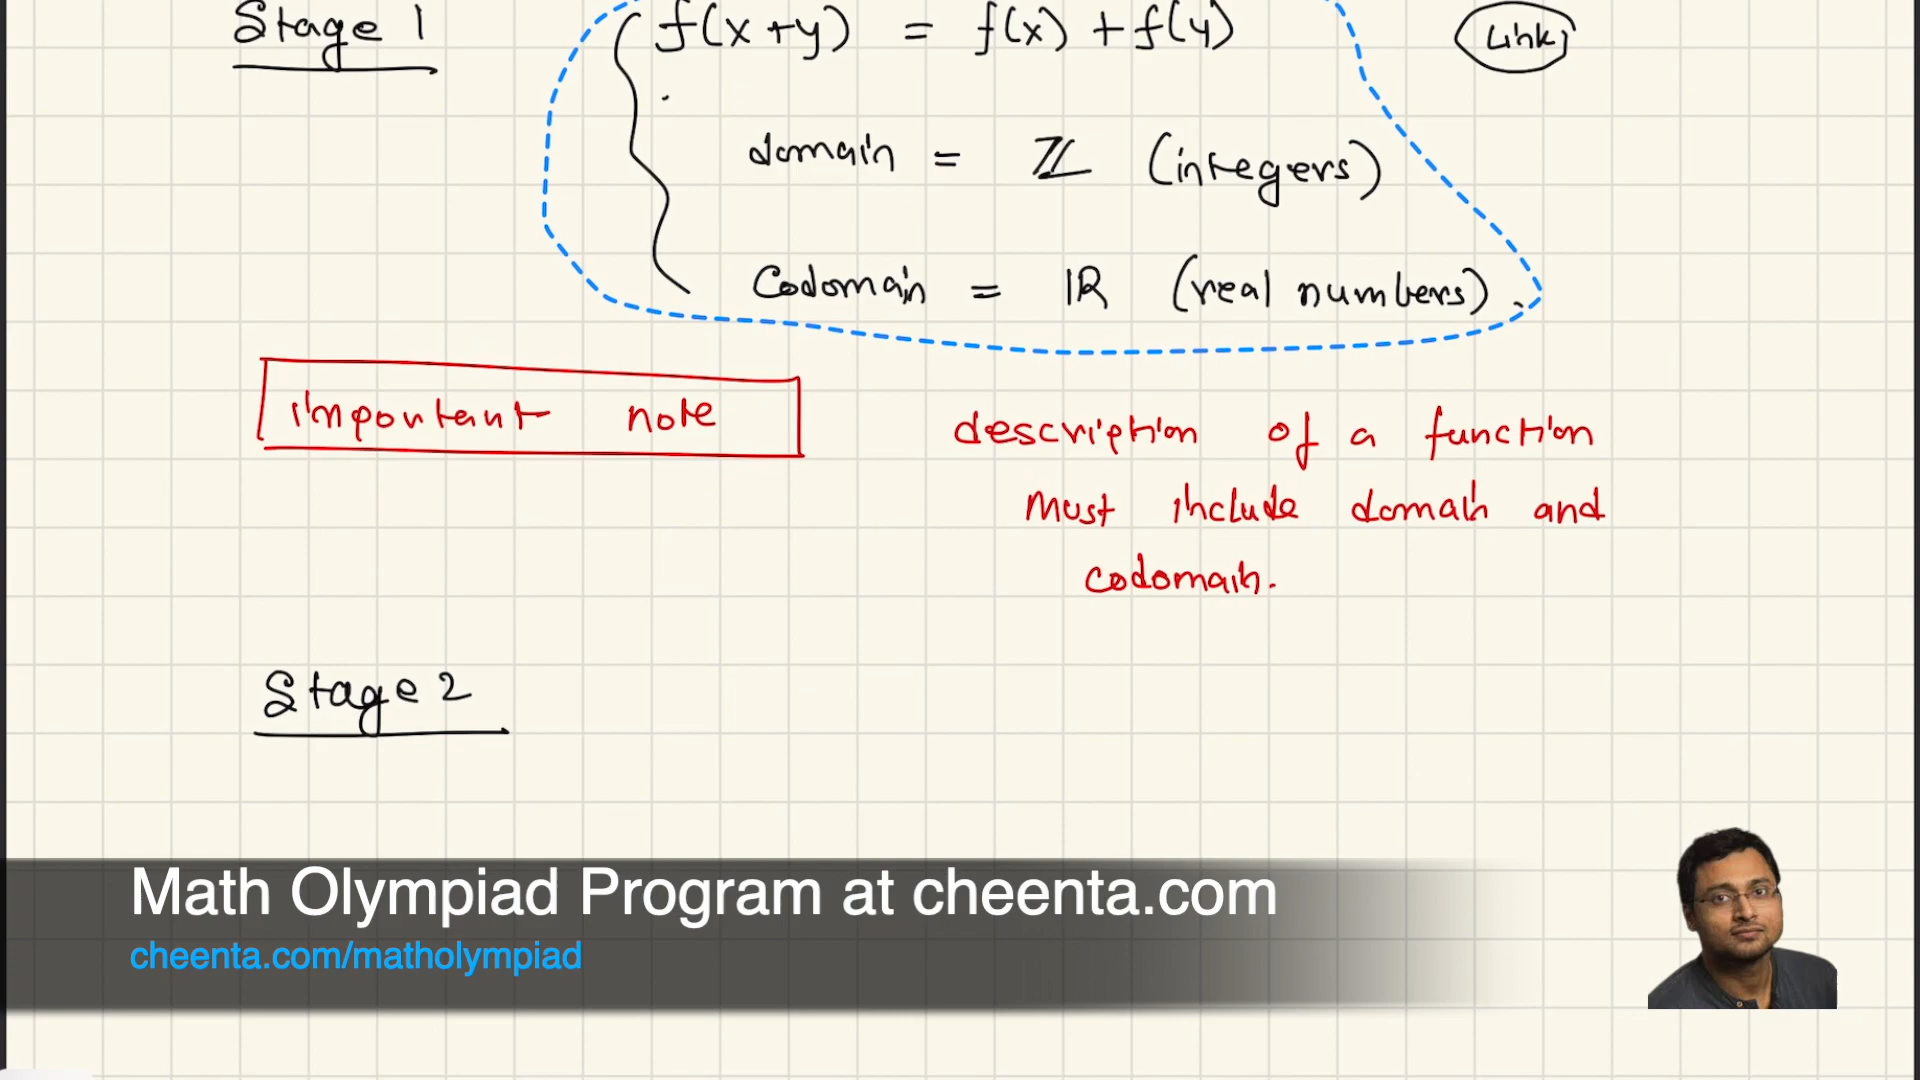 Stage 1
f(x+y) = f(x) + f(y)
Link
domain = ℤ (integers)
Codomain = ℝ (real numbers).
important note
description of a function
must include domain and
codomain.
Stage 2
Math Olympiad Program at cheenta.com
cheenta.com/matholympiad